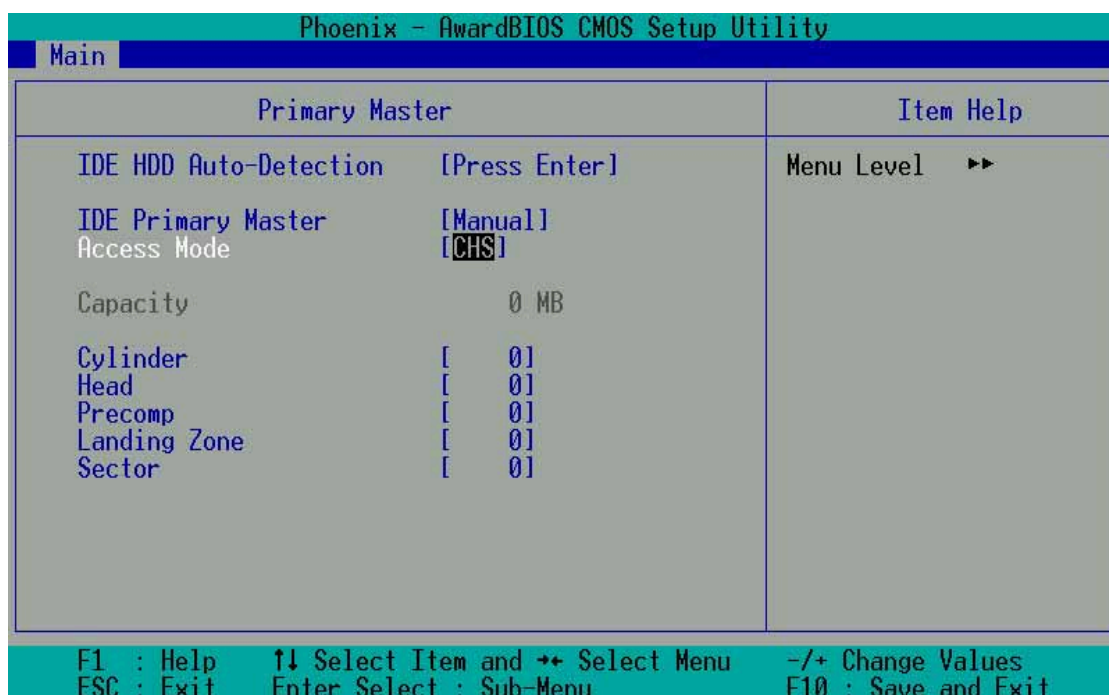 Phoenix - AwardBIOS CMOS Setup Utility
Main
Primary Master
Item Help
IDE HDD Auto-Detection [Press Enter]
Menu Level ▸▸
IDE Primary Master [Manual]
Access Mode [CHS]
Capacity 0 MB
Cylinder [ 0]
Head [ 0]
Precomp [ 0]
Landing Zone [ 0]
Sector [ 0]
F1 : Help ↑↓ Select Item and →← Select Menu -/+ Change Values
ESC : Exit Enter Select : Sub-Menu F10 : Save and Exit